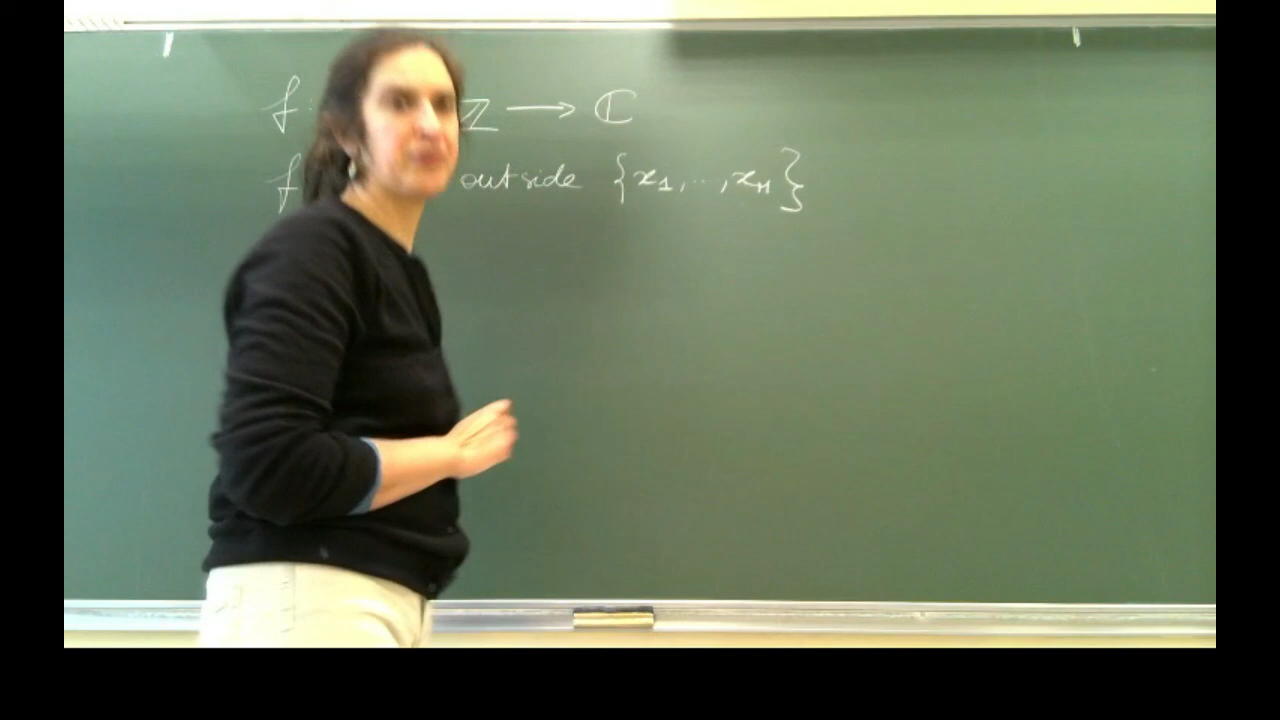 f: ℤ ⟶ ℂ
f outside {x₁, .., xₙ}